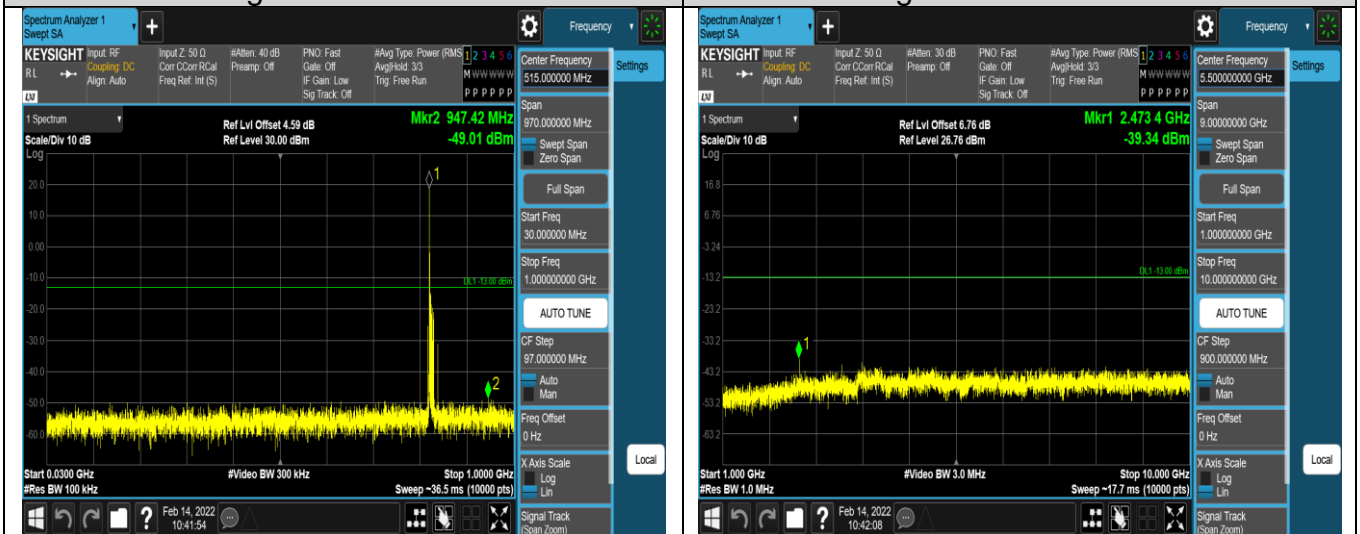 Spectrum Analyzer 1
Swept SA
+
Frequency
KEYSIGHT
RL
LXI
Input: RF
Coupling: DC
Align: Auto
Input Z: 50 Ω
Corr CCorr RCal
Freq Ref: Int (S)
#Atten: 40 dB
Preamp: Off
PNO: Fast
Gate: Off
IF Gain: Low
Sig Track: Off
#Avg Type: Power (RMS
Avg|Hold: 3/3
Trig: Free Run
1 2 3 4 5 6
M W W W W W
P P P P P P
1 Spectrum
Scale/Div 10 dB
Log
Ref Lvl Offset 4.59 dB
Ref Level 30.00 dBm
Mkr2 947.42 MHz
-49.01 dBm
20.0
10.0
0.00
-10.0
-20.0
-30.0
-40.0
-50.0
-60.0
1
DL1 -13.00 dBm
2
Start 0.0300 GHz
#Res BW 100 kHz
#Video BW 300 kHz
Stop 1.0000 GHz
Sweep ~36.5 ms (10000 pts)
Center Frequency
515.000000 MHz
Span
970.000000 MHz
Swept Span
Zero Span
Full Span
Start Freq
30.000000 MHz
Stop Freq
1.000000000 GHz
AUTO TUNE
CF Step
97.000000 MHz
Auto
Man
Freq Offset
0 Hz
X Axis Scale
Log
Lin
Signal Track
(Span Zoom)
Settings
Local
?
Feb 14, 2022
10:41:54
Spectrum Analyzer 1
Swept SA
+
Frequency
KEYSIGHT
RL
LXI
Input: RF
Coupling: DC
Align: Auto
Input Z: 50 Ω
Corr CCorr RCal
Freq Ref: Int (S)
#Atten: 30 dB
Preamp: Off
PNO: Fast
Gate: Off
IF Gain: Low
Sig Track: Off
#Avg Type: Power (RMS
Avg|Hold: 3/3
Trig: Free Run
1 2 3 4 5 6
M W W W W W
P P P P P P
1 Spectrum
Scale/Div 10 dB
Log
Ref Lvl Offset 6.76 dB
Ref Level 26.76 dBm
Mkr1 2.473 4 GHz
-39.34 dBm
16.8
6.76
-3.24
-13.2
-23.2
-33.2
-43.2
-53.2
-63.2
DL1 -13.00 dBm
1
Start 1.000 GHz
#Res BW 1.0 MHz
#Video BW 3.0 MHz
Stop 10.000 GHz
Sweep ~17.7 ms (10000 pts)
Center Frequency
5.500000000 GHz
Span
9.00000000 GHz
Swept Span
Zero Span
Full Span
Start Freq
1.000000000 GHz
Stop Freq
10.000000000 GHz
AUTO TUNE
CF Step
900.000000 MHz
Auto
Man
Freq Offset
0 Hz
X Axis Scale
Log
Lin
Signal Track
(Span Zoom)
Settings
Local
?
Feb 14, 2022
10:42:08